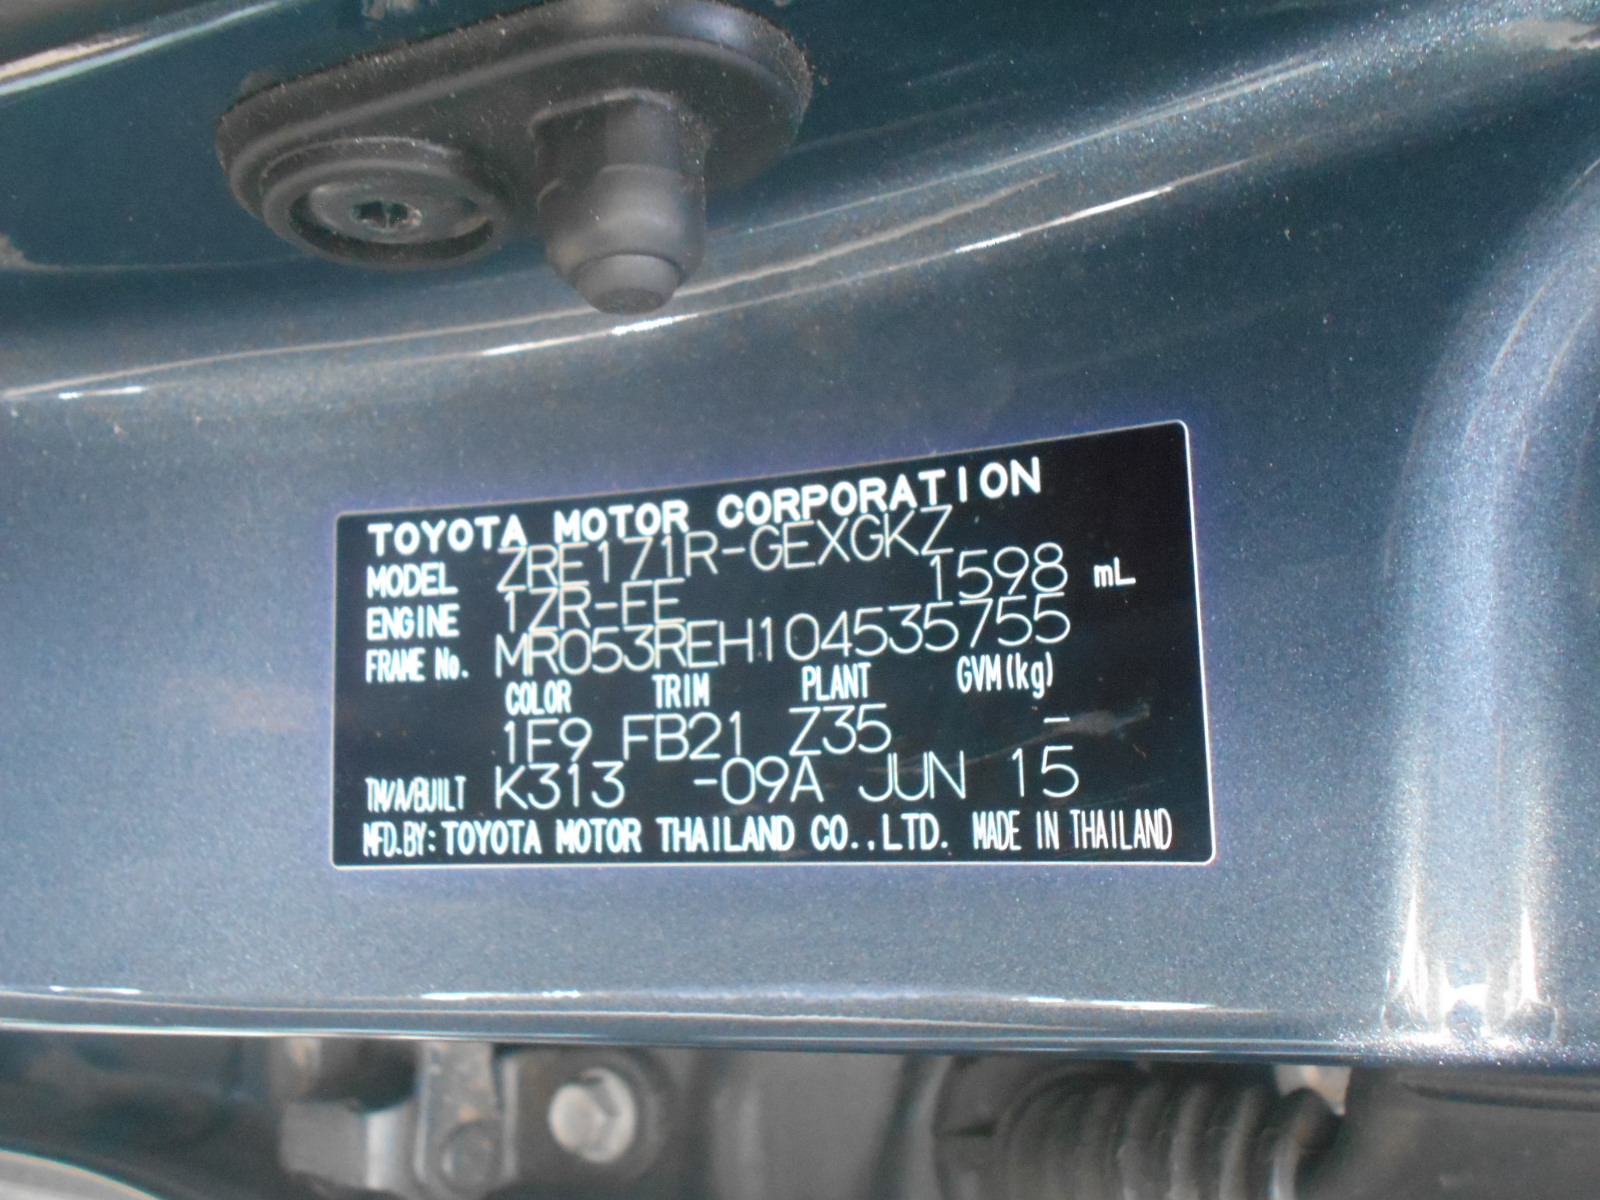 TOYOTA MOTOR CORPORATION
MODEL ZRE171R-GEXGKZ
ENGINE 1ZR-FE 1598 mL
FRAME No. MR053REH104535755
COLOR TRIM PLANT GVM(kg)
1F9 FB21 Z35 -
TM/A/BUILT K313 -09A JUN 15
MFD.BY: TOYOTA MOTOR THAILAND CO.,LTD. MADE IN THAILAND